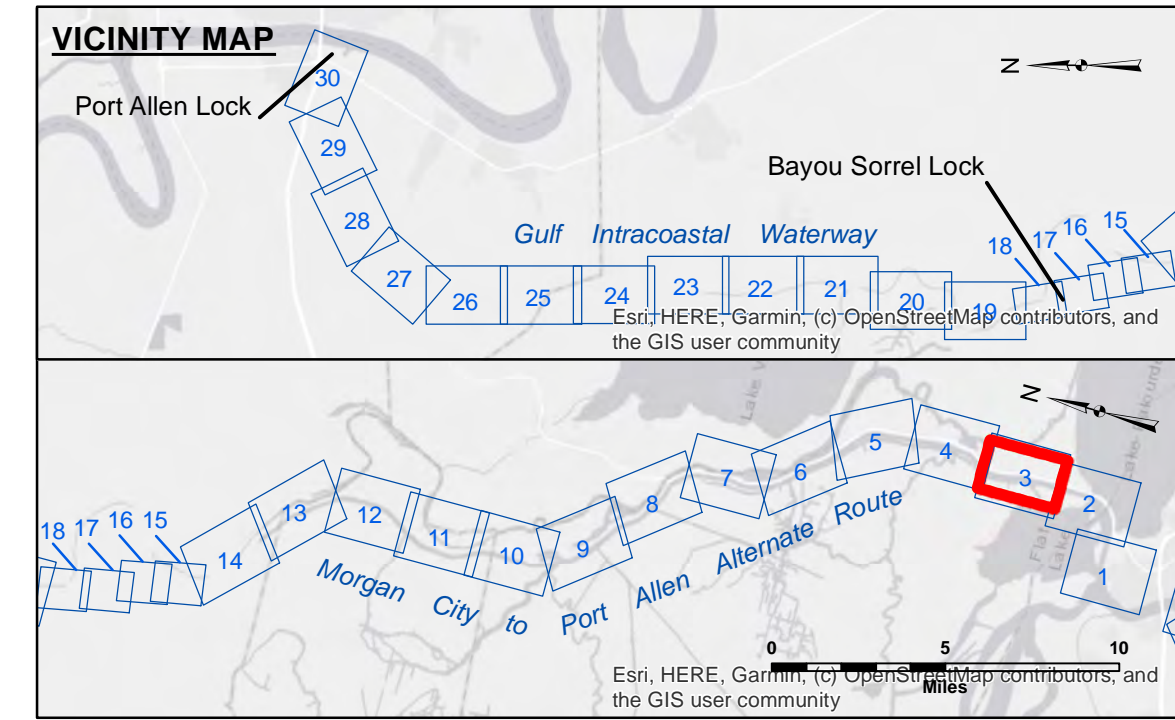 VICINITY MAP
N
Port Allen Lock
30
29
28
27
26
25
24
23
22
21
20
19
18
17
16
15
Bayou Sorrel Lock
Gulf Intracoastal Waterway
Esri, HERE, Garmin, (c) OpenStreetMap contributors, and
the GIS user community
N
18
17
16
15
14
13
12
11
10
9
8
7
6
5
4
3
2
1
Morgan City to Port Allen Alternate Route
Lake
Lake
0 5 10
Miles
Esri, HERE, Garmin, (c) OpenStreetMap contributors, and
the GIS user community